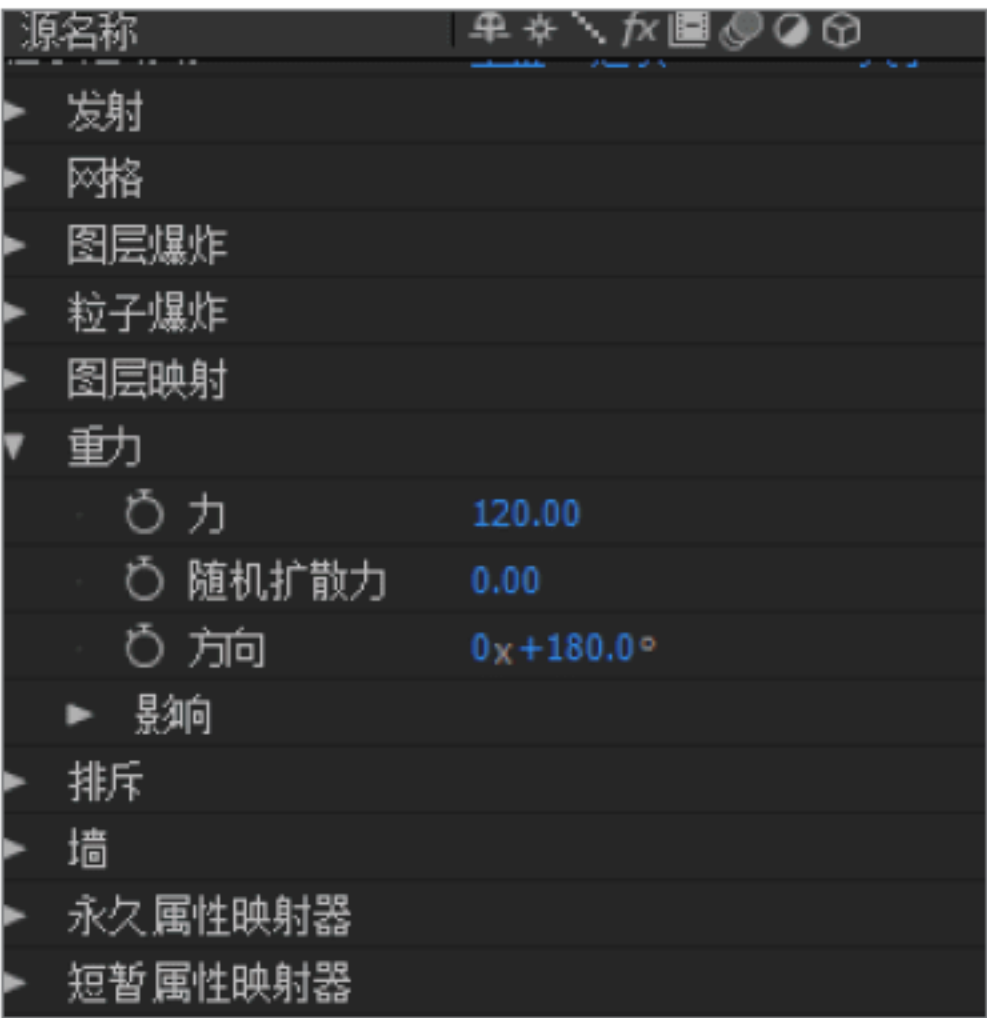 源名称 fx
发射
网格
图层爆炸
粒子爆炸
图层映射
重力
力 120.00
随机扩散力 0.00
方向 0x+180.0°
影响
排斥
墙
永久属性映射器
短暂属性映射器